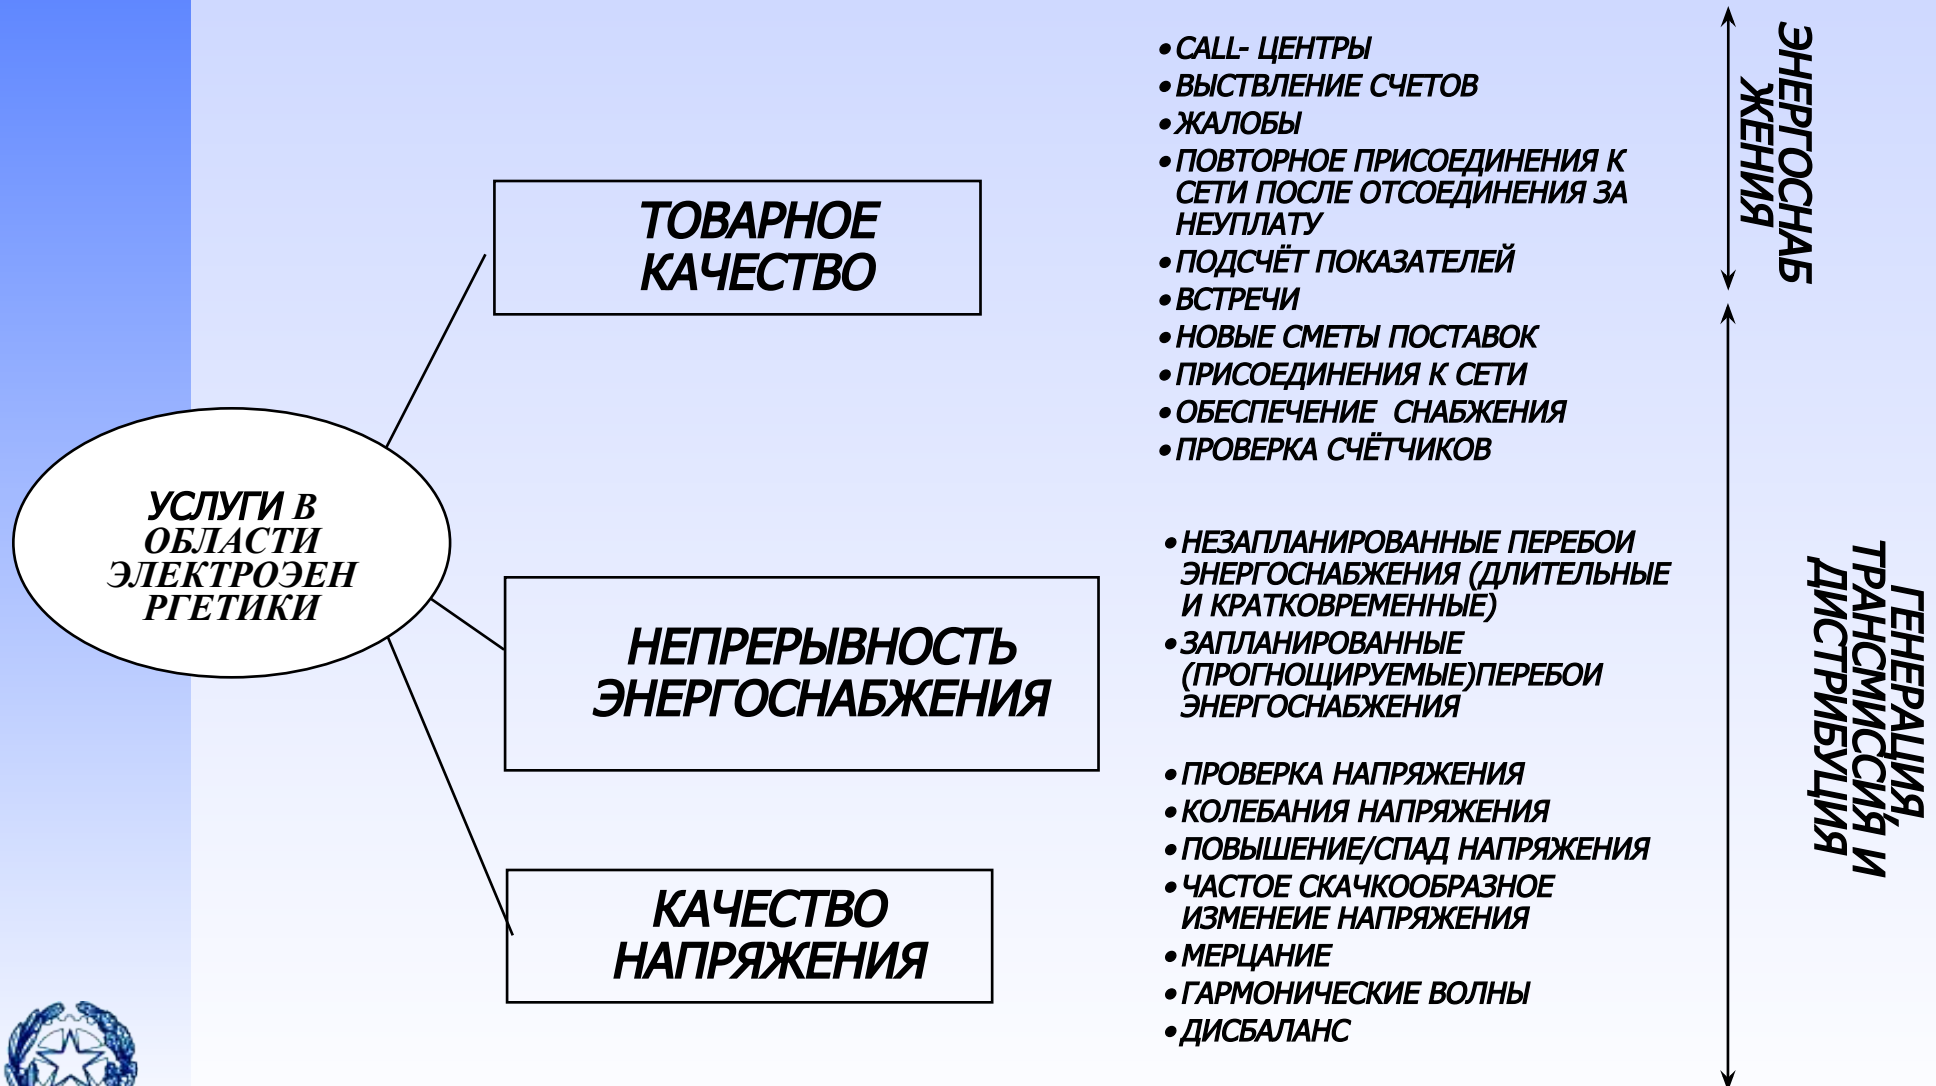 УСЛУГИ В
ОБЛАСТИ
ЭЛЕКТРОЭЕН
РГЕТИКИ
ТОВАРНОЕ
КАЧЕСТВО
НЕПРЕРЫВНОСТЬ
ЭНЕРГОСНАБЖЕНИЯ
КАЧЕСТВО
НАПРЯЖЕНИЯ
•CALL- ЦЕНТРЫ
•ВЫСТВЛЕНИЕ СЧЕТОВ
•ЖАЛОБЫ
•ПОВТОРНОЕ ПРИСОЕДИНЕНИЯ К
СЕТИ ПОСЛЕ ОТСОЕДИНЕНИЯ ЗА
НЕУПЛАТУ
•ПОДСЧЁТ ПОКАЗАТЕЛЕЙ
•ВСТРЕЧИ
•НОВЫЕ СМЕТЫ ПОСТАВОК
•ПРИСОЕДИНЕНИЯ К СЕТИ
•ОБЕСПЕЧЕНИЕ СНАБЖЕНИЯ
•ПРОВЕРКА СЧЁТЧИКОВ
•НЕЗАПЛАНИРОВАННЫЕ ПЕРЕБОИ
ЭНЕРГОСНАБЖЕНИЯ (ДЛИТЕЛЬНЫЕ
И КРАТКОВРЕМЕННЫЕ)
•ЗАПЛАНИРОВАННЫЕ
(ПРОГНОЩИРУЕМЫЕ)ПЕРЕБОИ
ЭНЕРГОСНАБЖЕНИЯ
•ПРОВЕРКА НАПРЯЖЕНИЯ
•КОЛЕБАНИЯ НАПРЯЖЕНИЯ
•ПОВЫШЕНИЕ/СПАД НАПРЯЖЕНИЯ
•ЧАСТОЕ СКАЧКООБРАЗНОЕ
ИЗМЕНЕИЕ НАПРЯЖЕНИЯ
•МЕРЦАНИЕ
•ГАРМОНИЧЕСКИЕ ВОЛНЫ
•ДИСБАЛАНС
ЭНЕРГОСНАБ
ЖЕНИЯ
ГЕНЕРАЦИЯ,
ТРАНСМИССИЯ И
ДИСТРИБУЦИЯ